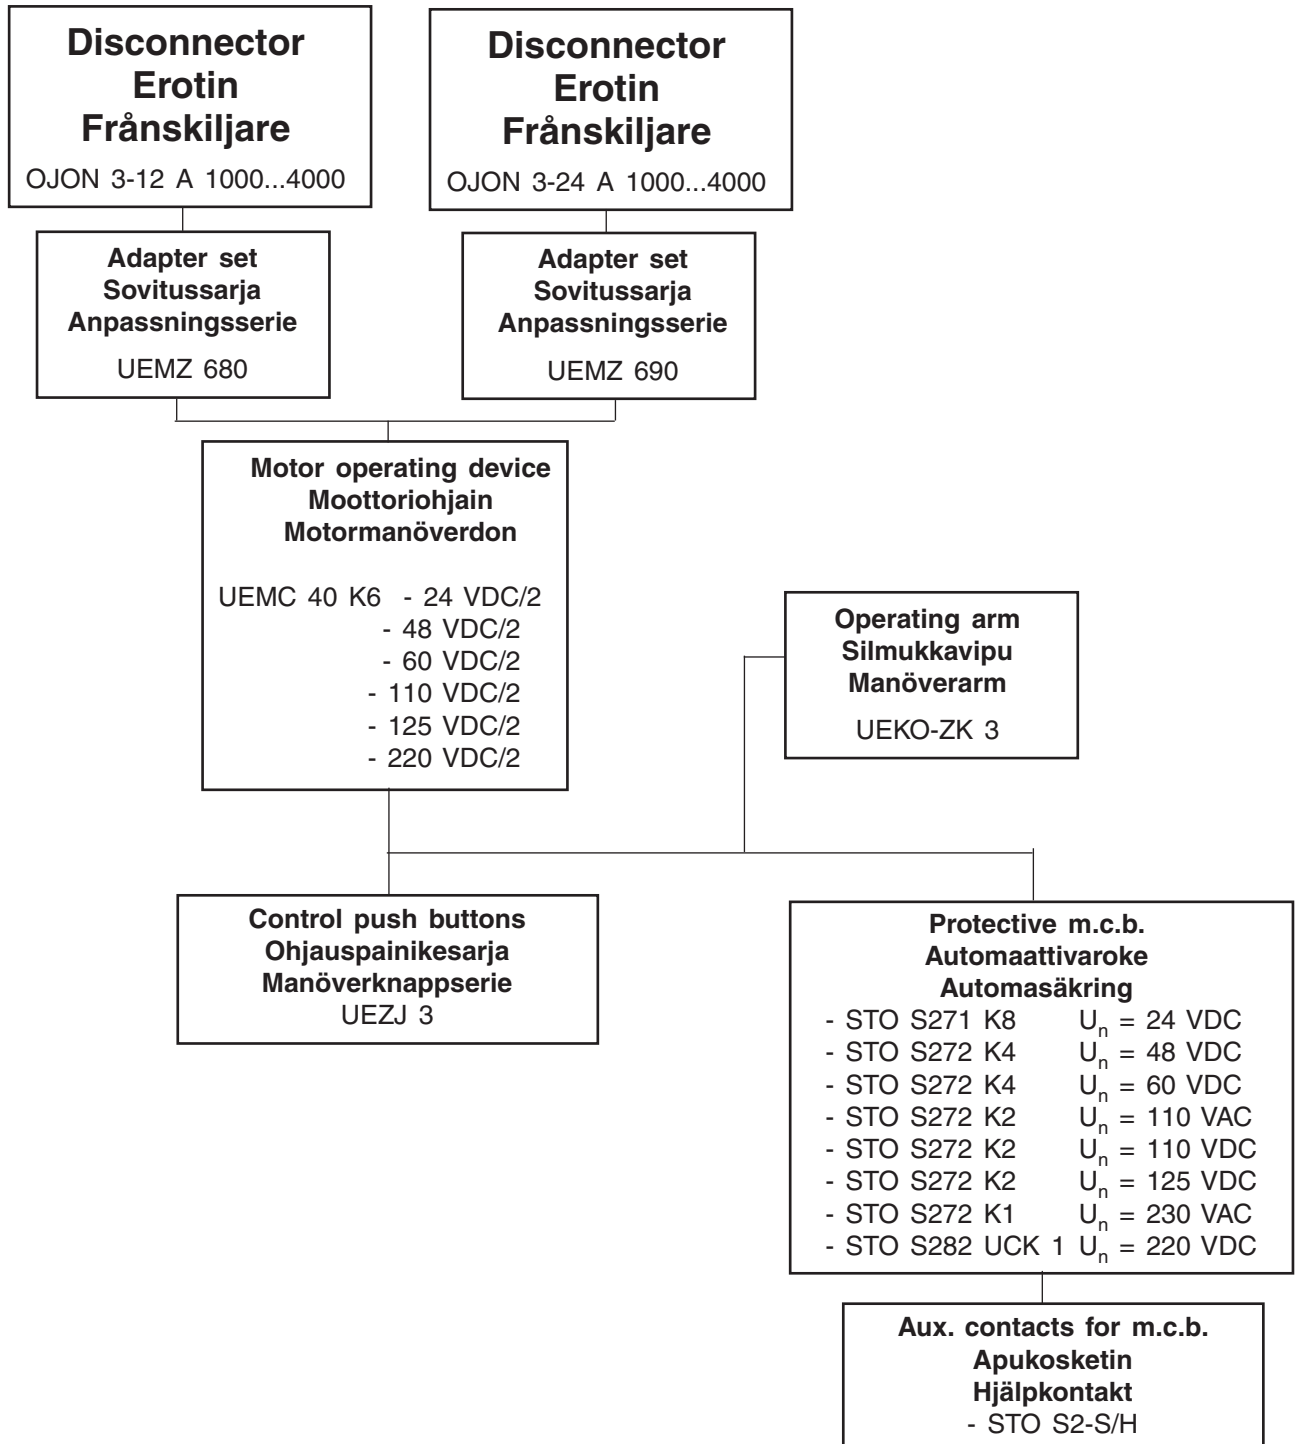 Disconnector
Erotin
Frånskiljare
OJON 3-12 A 1000...4000
Disconnector
Erotin
Frånskiljare
OJON 3-24 A 1000...4000
Adapter set
Sovitussarja
Anpassningsserie
UEMZ 680
Adapter set
Sovitussarja
Anpassningsserie
UEMZ 690
Motor operating device
Moottoriohjain
Motormanöverdon
UEMC 40 K6 - 24 VDC/2
- 48 VDC/2
- 60 VDC/2
- 110 VDC/2
- 125 VDC/2
- 220 VDC/2
Operating arm
Silmukkavipu
Manöverarm
UEKO-ZK 3
Control push buttons
Ohjauspainikesarja
Manöverknappserie
UEZJ 3
Protective m.c.b.
Automaattivaroke
Automasäkring
- STO S271 K8 Un = 24 VDC
- STO S272 K4 Un = 48 VDC
- STO S272 K4 Un = 60 VDC
- STO S272 K2 Un = 110 VAC
- STO S272 K2 Un = 110 VDC
- STO S272 K2 Un = 125 VDC
- STO S272 K1 Un = 230 VAC
- STO S282 UCK 1 Un = 220 VDC
Aux. contacts for m.c.b.
Apukosketin
Hjälpkontakt
- STO S2-S/H